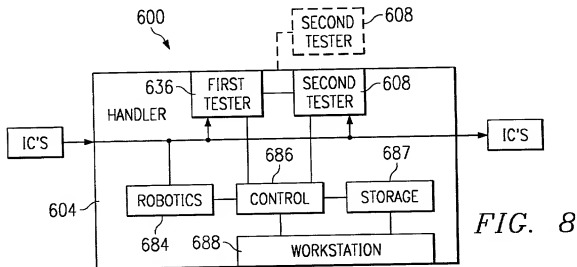 600
SECOND
TESTER
608
636
FIRST
TESTER
SECOND
TESTER
608
HANDLER
IC'S
IC'S
686
687
604
ROBOTICS
CONTROL
STORAGE
684
688
WORKSTATION
FIG. 8